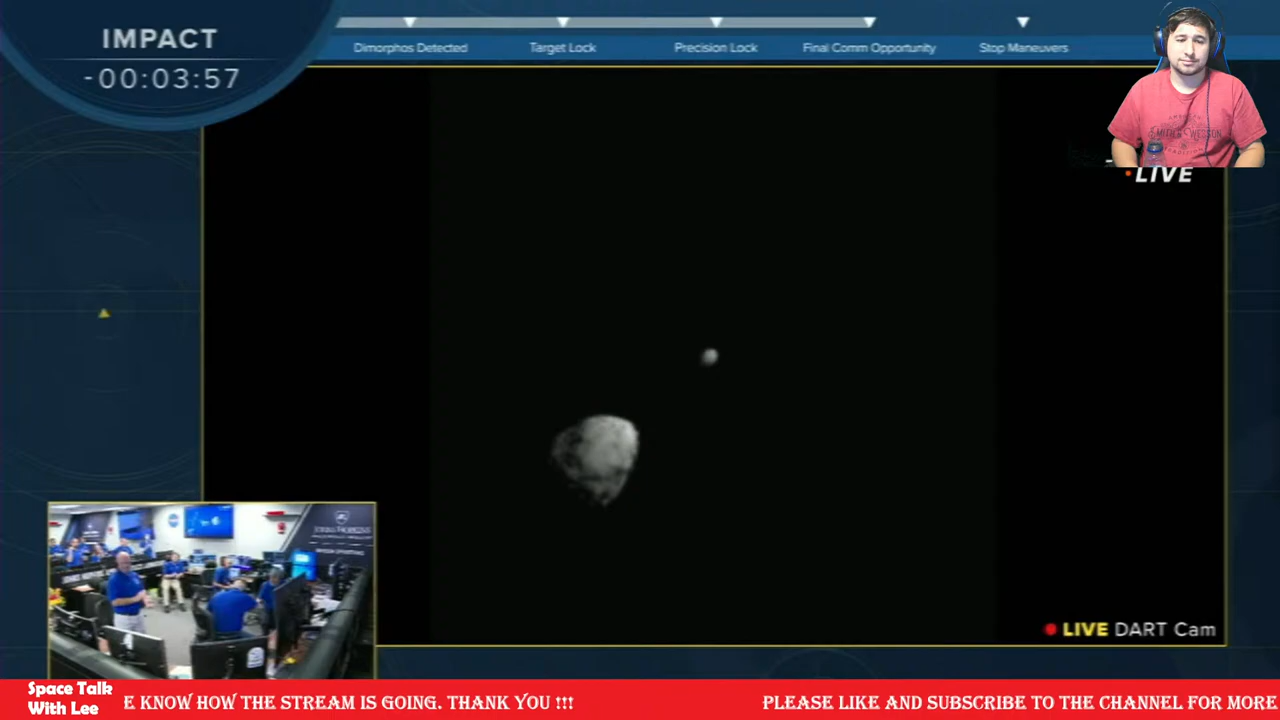 IMPACT
-00:03:57
Dimorphos Detected
Target Lock
Precision Lock
Final Comm Opportunity
Stop Maneuvers
LIVE
LIVE DART Cam
Space Talk
With Lee
E KNOW HOW THE STREAM IS GOING. THANK YOU !!!
PLEASE LIKE AND SUBSCRIBE TO THE CHANNEL FOR MORE